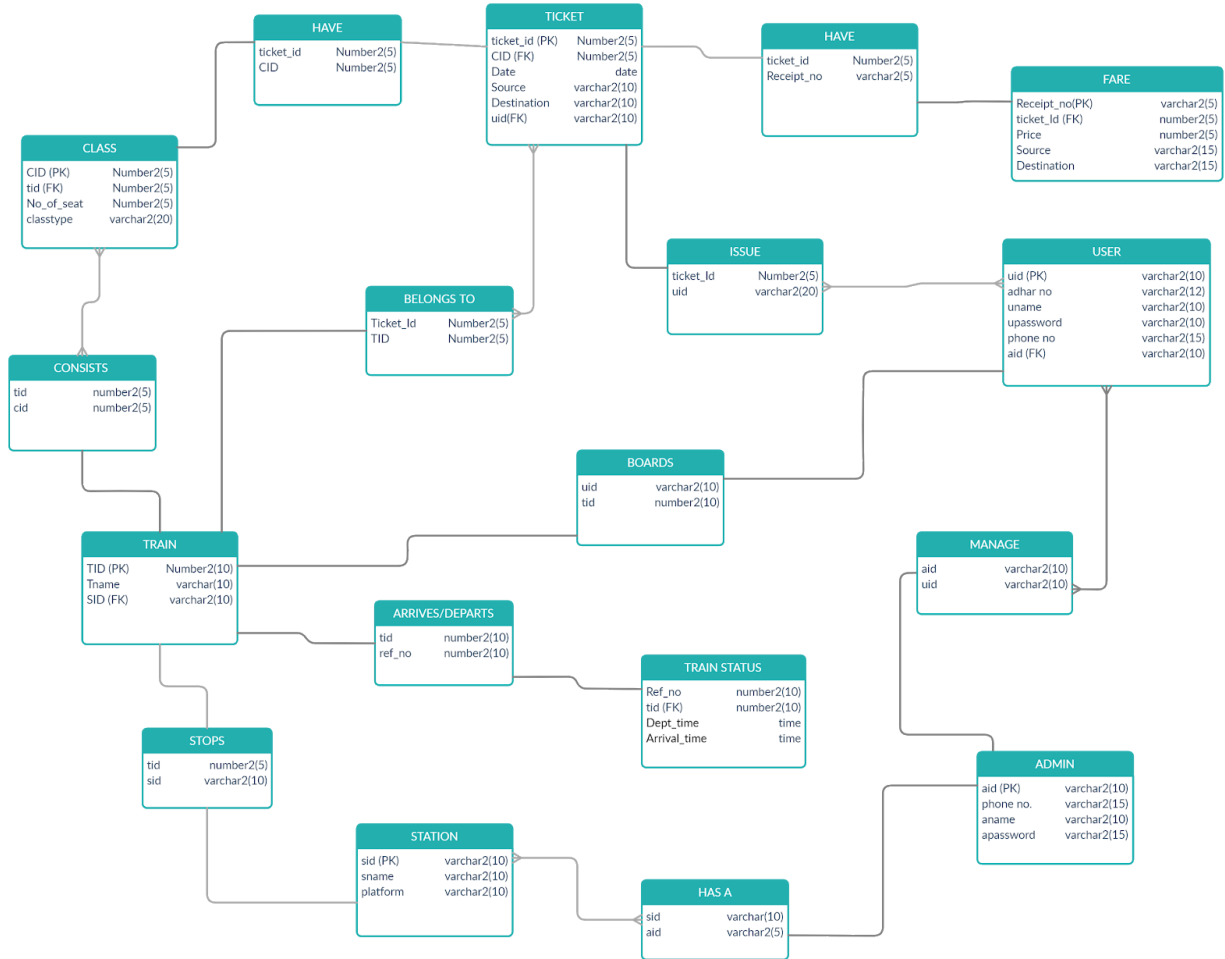 HAVE
ticket_id Number2(5)
CID Number2(5)
TICKET
ticket_id (PK) Number2(5)
CID (FK) Number2(5)
Date date
Source varchar2(10)
Destination varchar2(10)
uid(FK) varchar2(10)
HAVE
ticket_id Number2(5)
Receipt_no varchar2(5)
FARE
Receipt_no(PK) varchar2(5)
ticket_Id (FK) number2(5)
Price number2(5)
Source varchar2(15)
Destination varchar2(15)
CLASS
CID (PK) Number2(5)
tid (FK) Number2(5)
No_of_seat Number2(5)
classtype varchar2(20)
ISSUE
ticket_Id Number2(5)
uid varchar2(20)
USER
uid (PK) varchar2(10)
adhar no varchar2(12)
uname varchar2(10)
upassword varchar2(10)
phone no varchar2(15)
aid (FK) varchar2(10)
BELONGS TO
Ticket_Id Number2(5)
TID Number2(5)
CONSISTS
tid number2(5)
cid number2(5)
BOARDS
uid varchar2(10)
tid number2(10)
TRAIN
TID (PK) Number2(10)
Tname varchar(10)
SID (FK) varchar2(10)
MANAGE
aid varchar2(10)
uid varchar2(10)
ARRIVES/DEPARTS
tid number2(10)
ref_no number2(10)
TRAIN STATUS
Ref_no number2(10)
tid (FK) number2(10)
Dept_time time
Arrival_time time
STOPS
tid number2(5)
sid varchar2(10)
ADMIN
aid (PK) varchar2(10)
phone no. varchar2(15)
aname varchar2(10)
apassword varchar2(15)
STATION
sid (PK) varchar2(10)
sname varchar2(10)
platform varchar2(10)
HAS A
sid varchar(10)
aid varchar2(5)